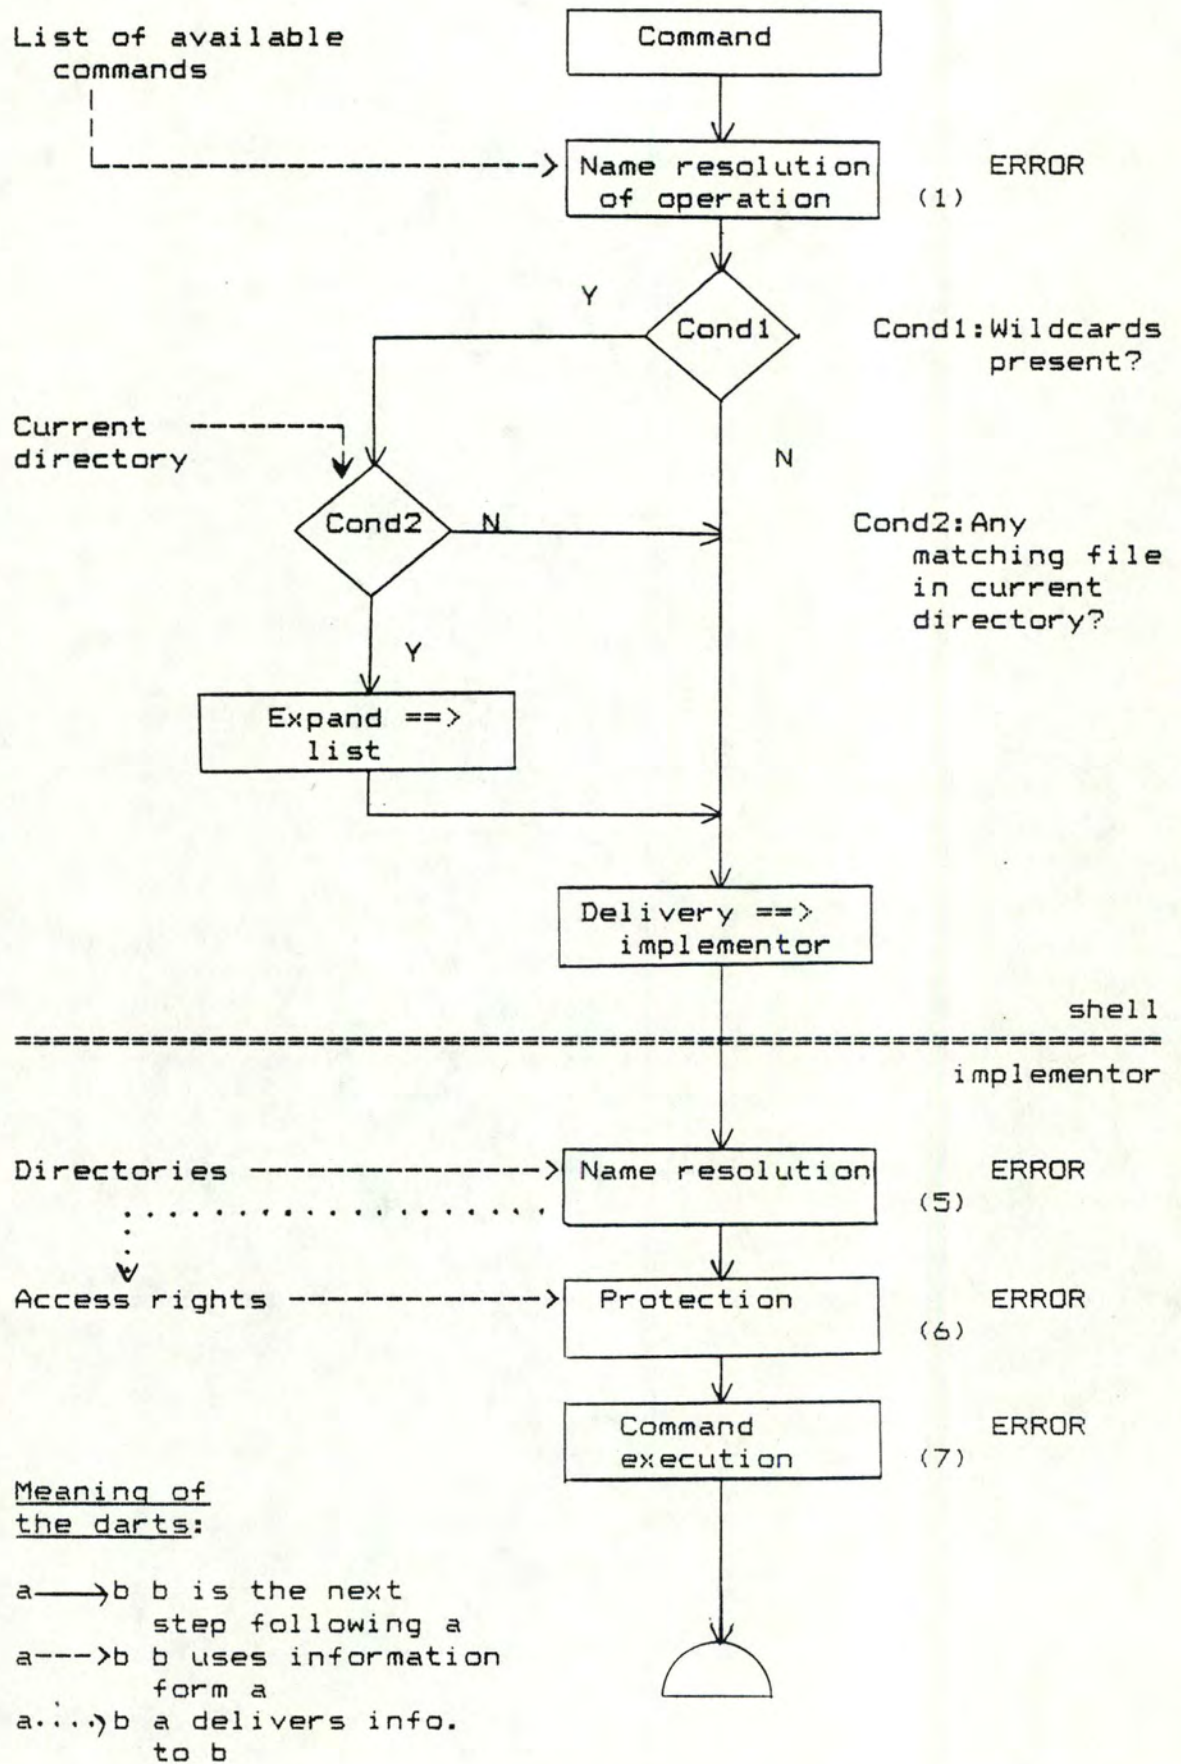 List of available
commands
Command
Name resolution
of operation
ERROR
(1)
Y
Cond1
Cond1:Wildcards
present?
Current
directory
N
Cond2
N
Cond2:Any
matching file
in current
directory?
Y
Expand ==>
list
Delivery ==>
implementor
shell
implementor
Directories
Name resolution
ERROR
(5)
Access rights
Protection
ERROR
(6)
Command
execution
ERROR
(7)
Meaning of
the darts:
a——>b b is the next
step following a
a--->b b uses information
form a
a....>b a delivers info.
to b